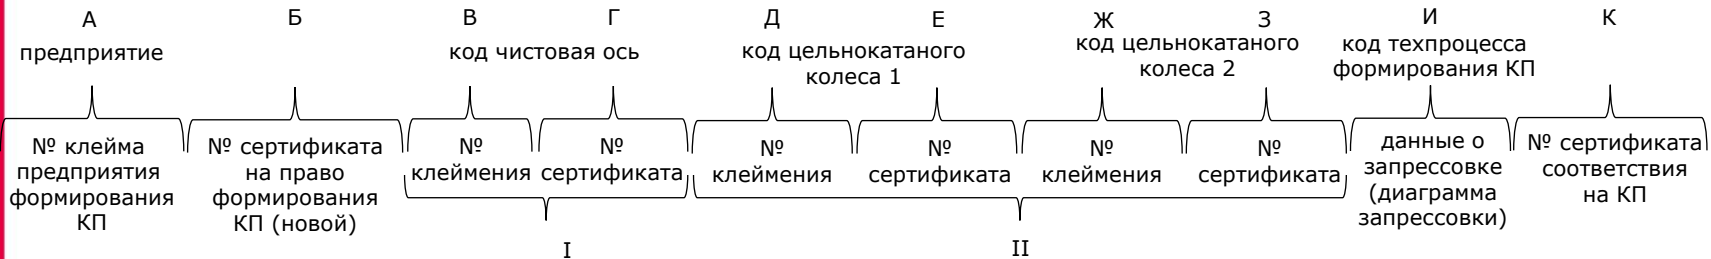 А Б В Г Д Е Ж З И К
предприятие
код чистовая ось
код цельнокатаного
колеса 1
код цельнокатаного
колеса 2
код техпроцесса
формирования КП
№ клейма
предприятия
формирования
КП
№ сертификата
на право
формирования
КП (новой)
№
клеймения
№
сертификата
№
клеймения
№
сертификата
№
клеймения
№
сертификата
данные о
запрессовке
(диаграмма
запрессовки)
№ сертификата
соответствия
на КП
I
II